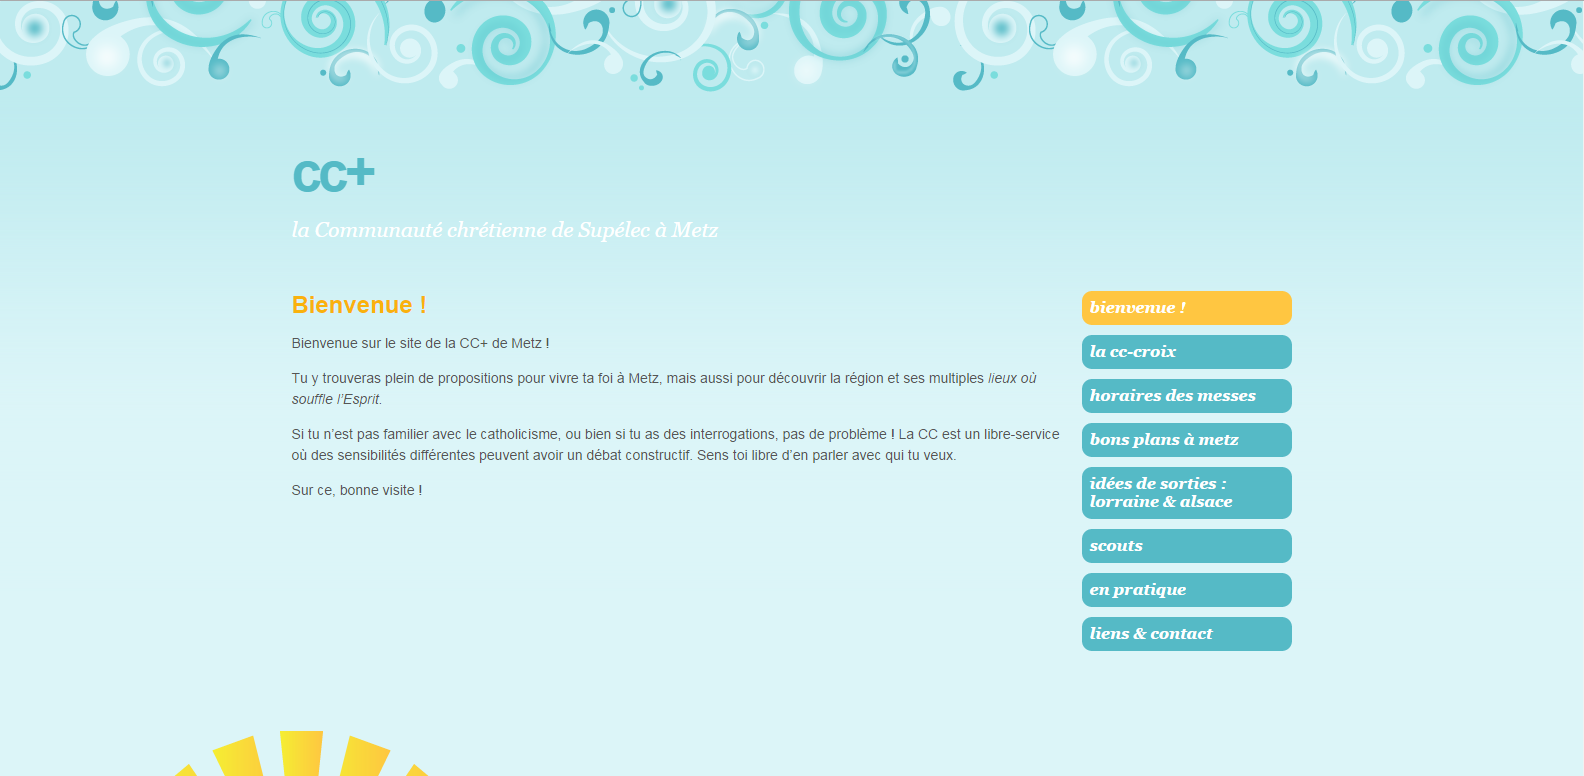 cc+
la Communauté chrétienne de Supélec à Metz
Bienvenue !
Bienvenue sur le site de la CC+ de Metz !
Tu y trouveras plein de propositions pour vivre ta foi à Metz, mais aussi pour découvrir la région et ses multiples lieux où
souffle l’Esprit.
Si tu n’est pas familier avec le catholicisme, ou bien si tu as des interrogations, pas de problème ! La CC est un libre-service
où des sensibilités différentes peuvent avoir un débat constructif. Sens toi libre d’en parler avec qui tu veux.
Sur ce, bonne visite !
bienvenue !
la cc-croix
horaires des messes
bons plans à metz
idées de sorties :
lorraine & alsace
scouts
en pratique
liens & contact